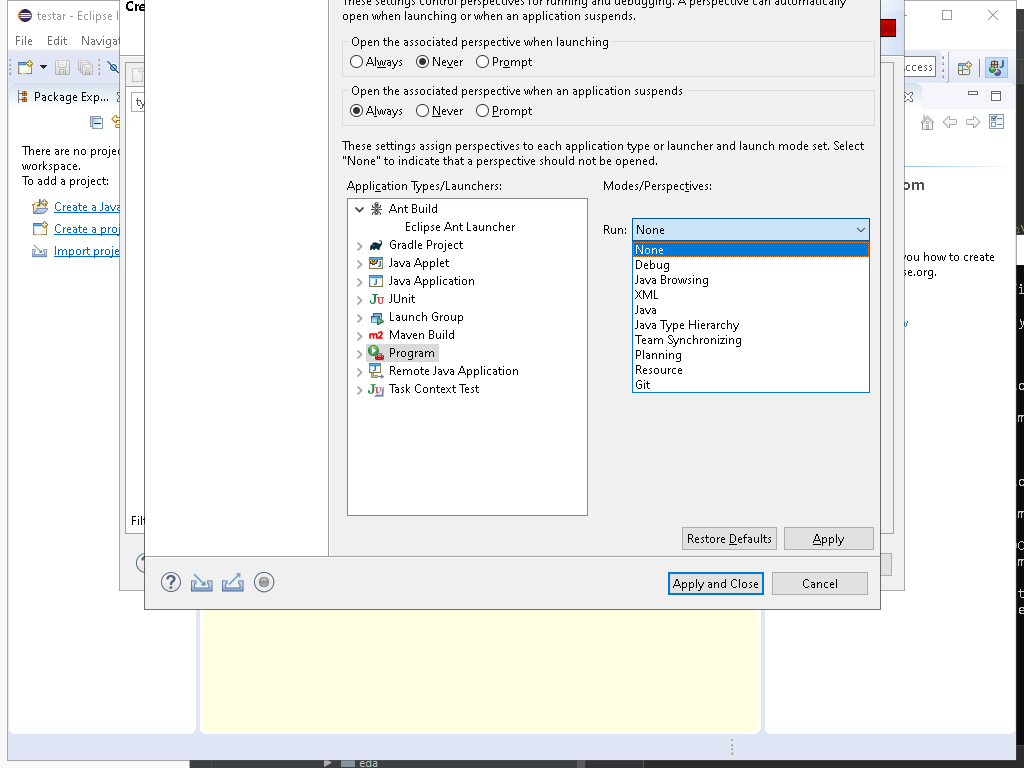 testar - Eclipse
Cre
File Edit Naviga
Package Exp...
There are no proje
workspace.
To add a project:
Create a Java
Create a proj
Import proje
ty
Filt
These settings control perspectives for running and debugging. A perspective can automatically
open when launching or when an application suspends.
Open the associated perspective when launching
Always Never Prompt
Open the associated perspective when an application suspends
Always Never Prompt
These settings assign perspectives to each application type or launcher and launch mode set. Select
"None" to indicate that a perspective should not be opened.
Application Types/Launchers:
Ant Build
Eclipse Ant Launcher
Gradle Project
Java Applet
Java Application
JUnit
Launch Group
Maven Build
Program
Remote Java Application
Task Context Test
Modes/Perspectives:
Run: None
None
Debug
Java Browsing
XML
Java
Java Type Hierarchy
Team Synchronizing
Planning
Resource
Git
Restore Defaults Apply
Apply and Close Cancel
ccess
om
you how to create
se.org.
eda